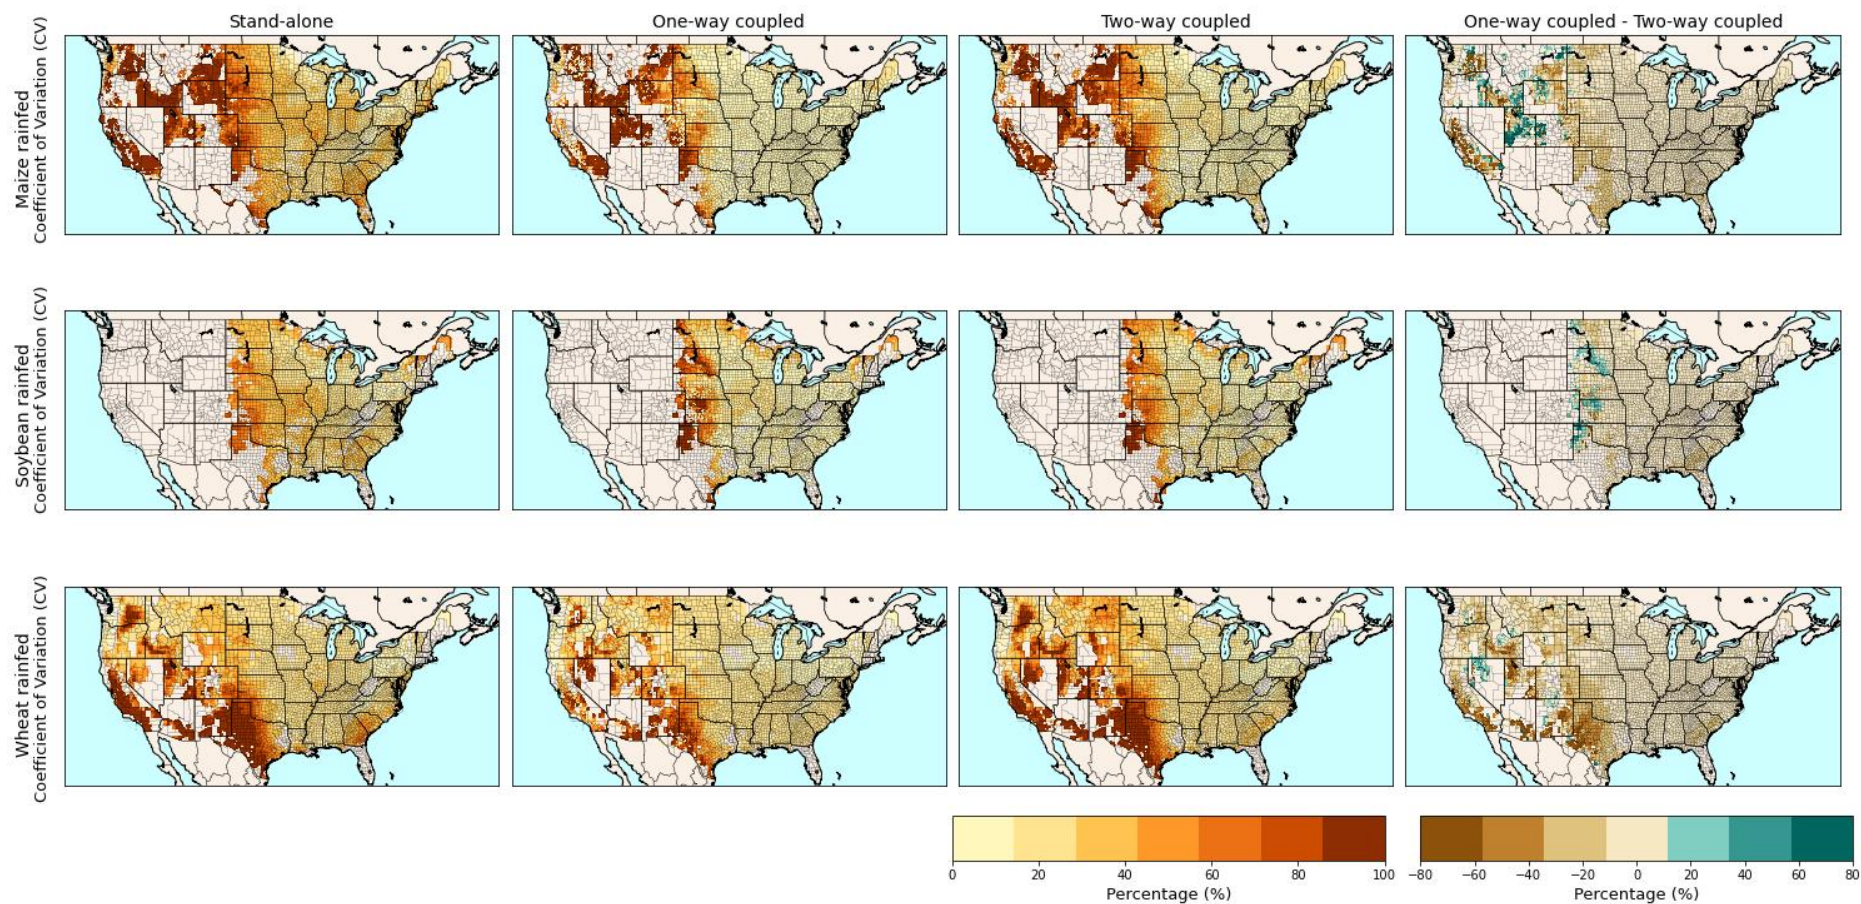 Stand-alone
One-way coupled
Two-way coupled
One-way coupled - Two-way coupled
Maize rainfed
Coefficient of Variation (CV)
Soybean rainfed
Coefficient of Variation (CV)
Wheat rainfed
Coefficient of Variation (CV)
0 20 40 60 80 100
Percentage (%)
−80 −60 −40 −20 0 20 40 60 80
Percentage (%)